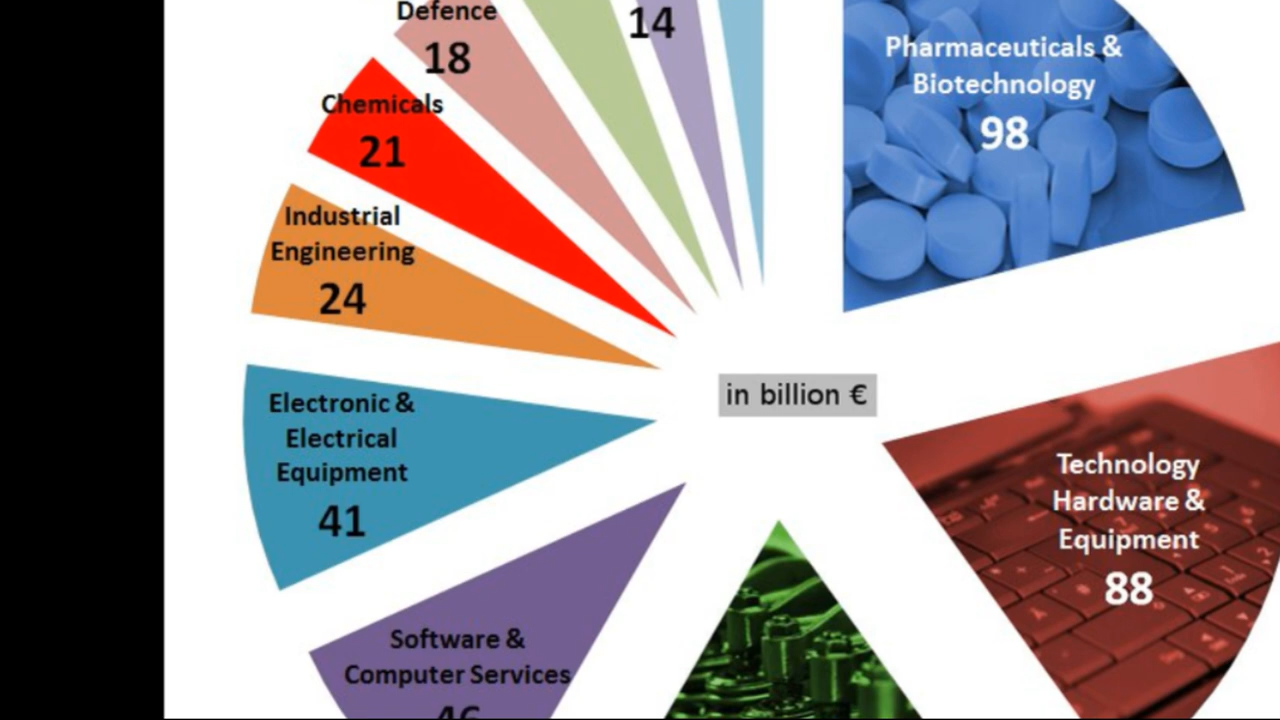 Defence
18
14
Pharmaceuticals &
Biotechnology
98
Chemicals
21
Industrial
Engineering
24
in billion €
Electronic &
Electrical
Equipment
41
Technology
Hardware &
Equipment
88
Software &
Computer Services
46